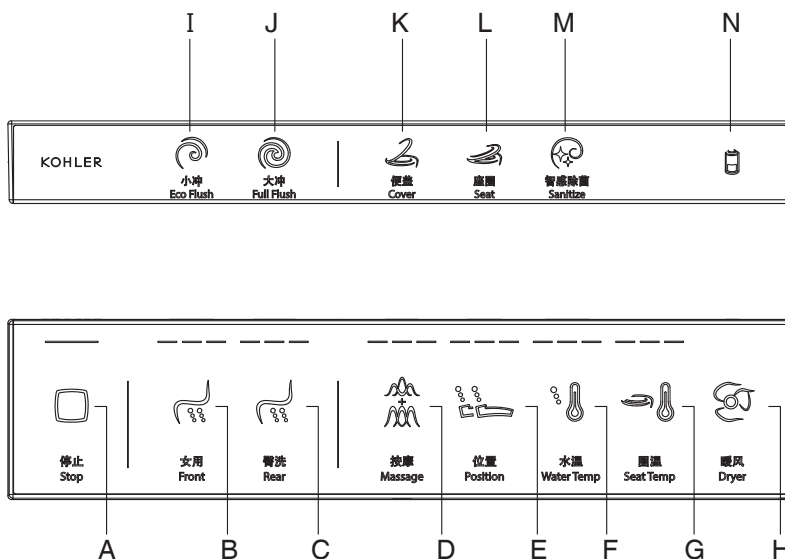 I J K L M N
KOHLER
小冲 大冲 便盖 座圈 智感除菌
Eco Flush Full Flush Cover Seat Sanitize
停止 女用 臀洗 按摩 位置 水温 圈温 暖风
Stop Front Rear Massage Position Water Temp Seat Temp Dryer
A B C D E F G H